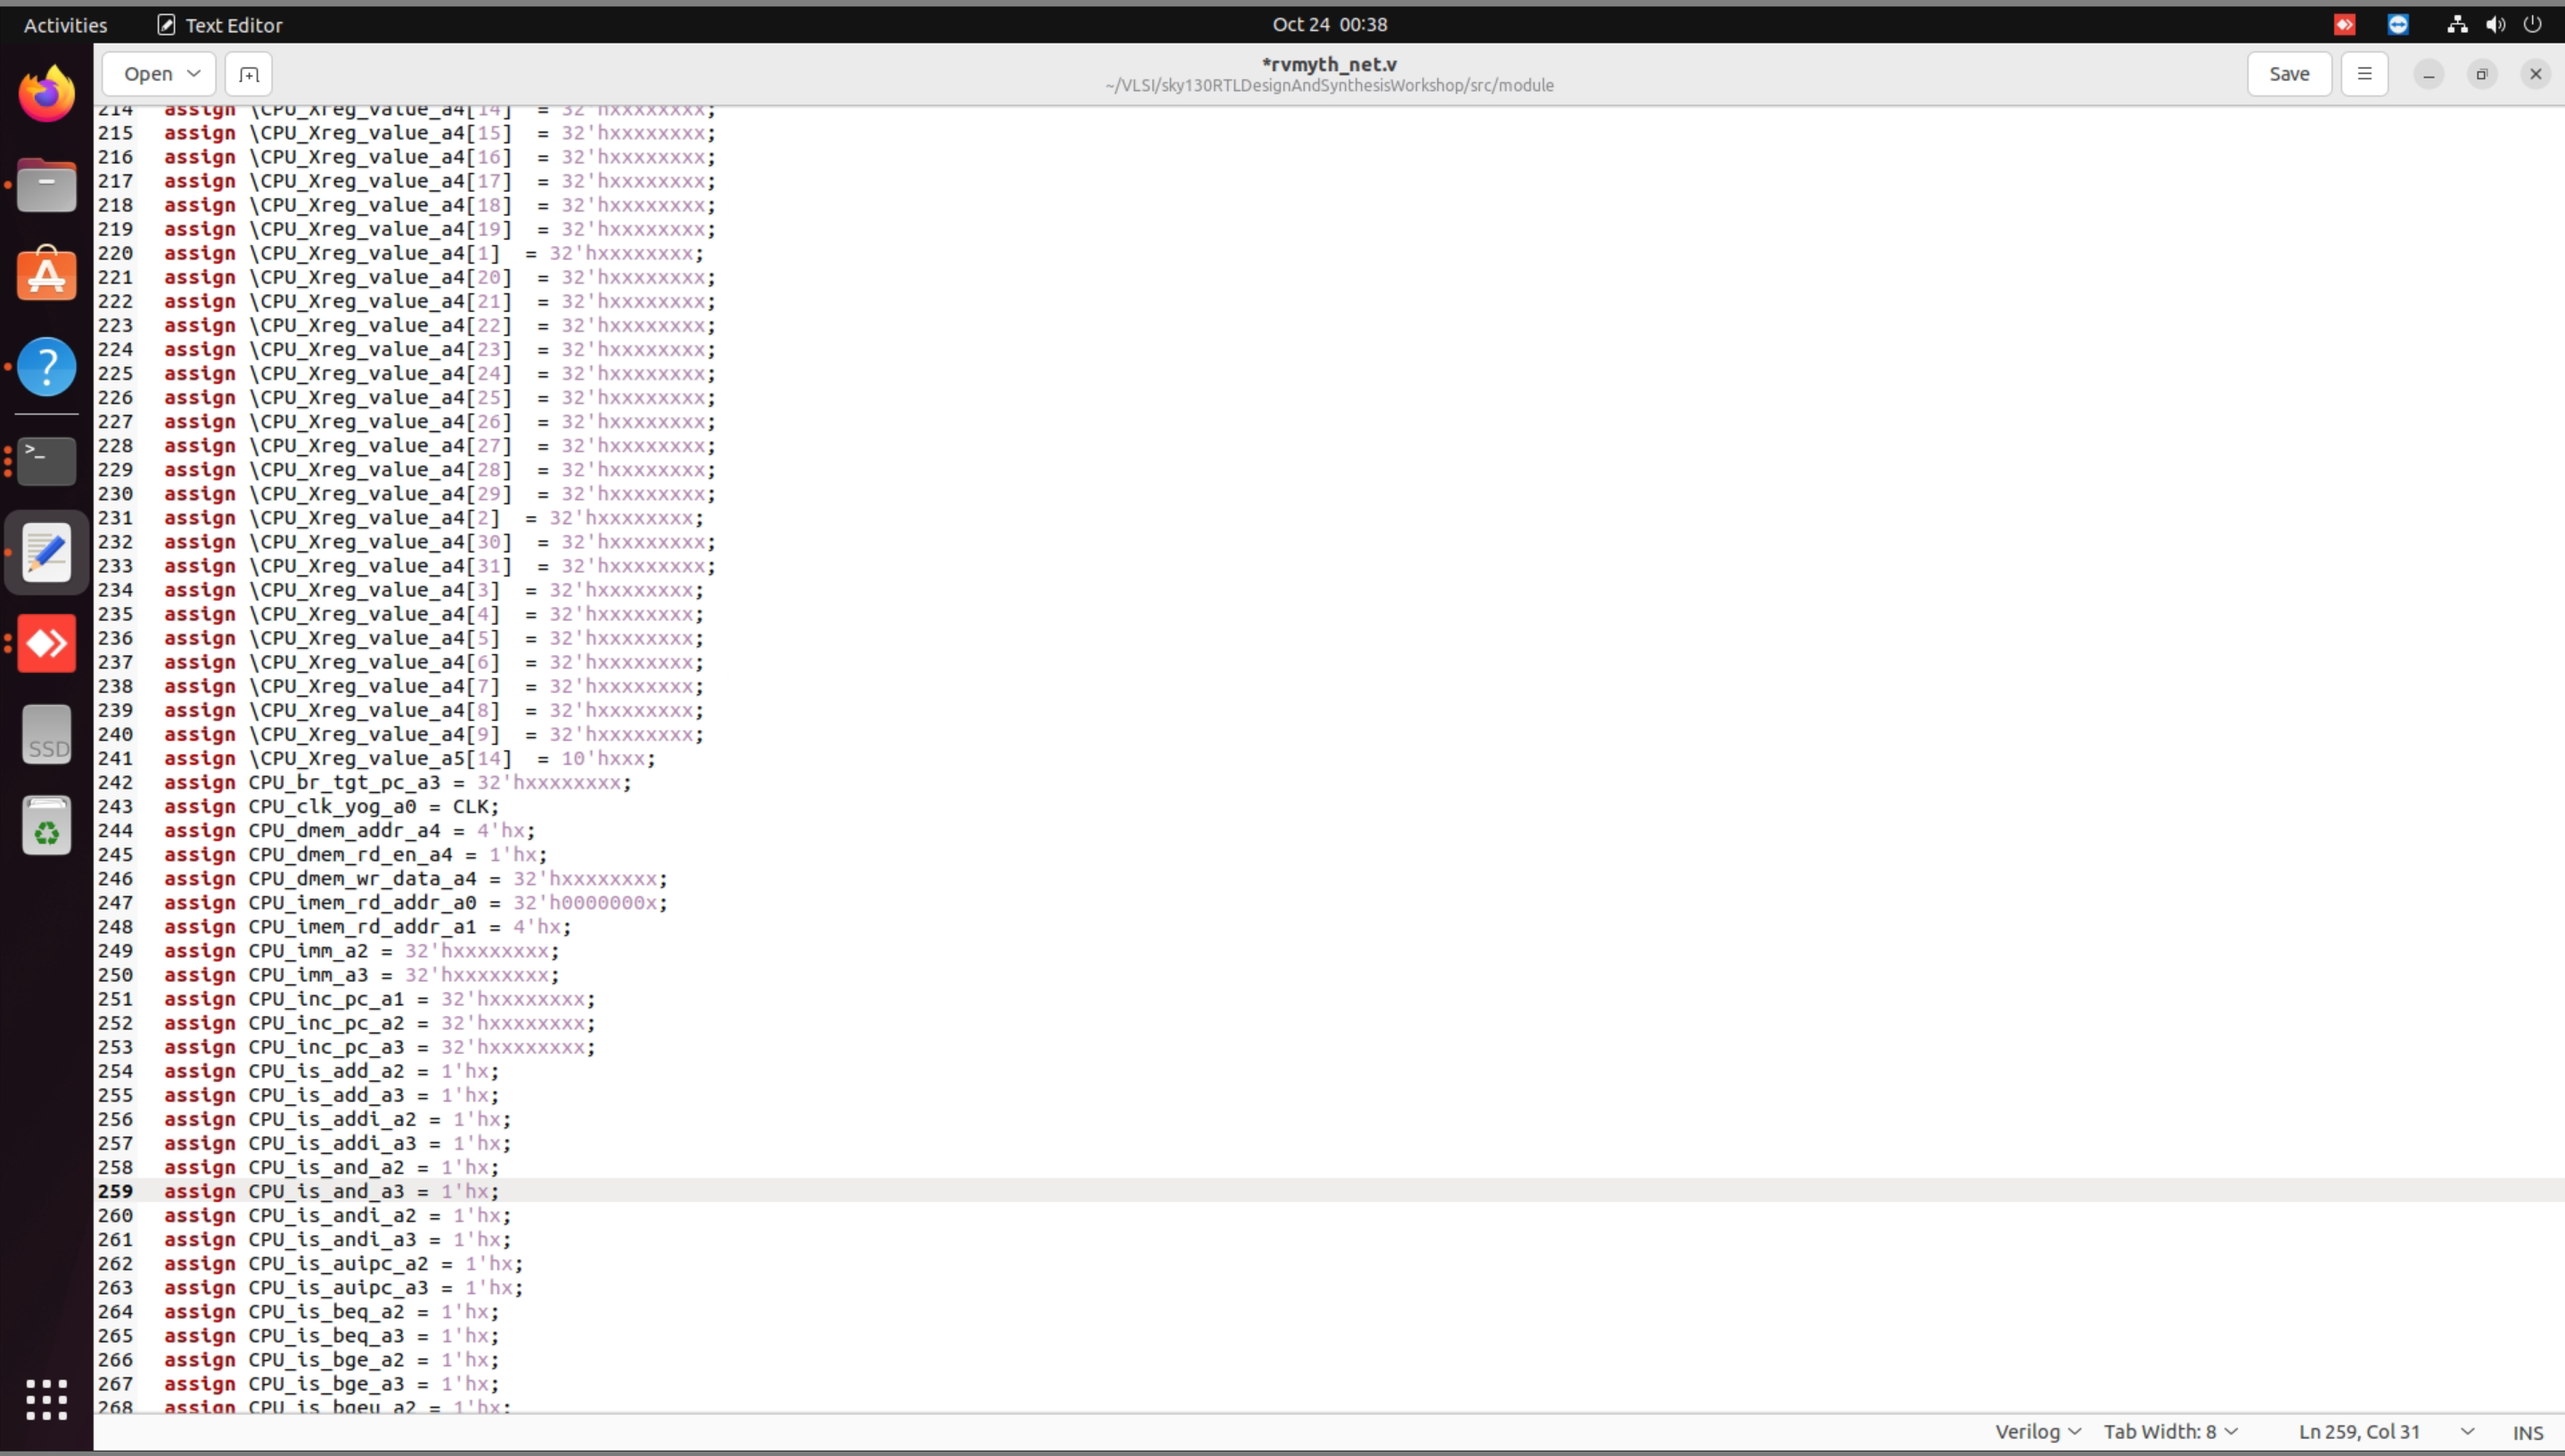 Activities Text Editor Oct 24 00:38
Open *rvmyth_net.v Save
~/VLSI/sky130RTLDesignAndSynthesisWorkshop/src/module
214 assign \CPU_Xreg_value_a4[14]  = 32'hxxxxxxxx;
215 assign \CPU_Xreg_value_a4[15]  = 32'hxxxxxxxx;
216 assign \CPU_Xreg_value_a4[16]  = 32'hxxxxxxxx;
217 assign \CPU_Xreg_value_a4[17]  = 32'hxxxxxxxx;
218 assign \CPU_Xreg_value_a4[18]  = 32'hxxxxxxxx;
219 assign \CPU_Xreg_value_a4[19]  = 32'hxxxxxxxx;
220 assign \CPU_Xreg_value_a4[1]  = 32'hxxxxxxxx;
221 assign \CPU_Xreg_value_a4[20]  = 32'hxxxxxxxx;
222 assign \CPU_Xreg_value_a4[21]  = 32'hxxxxxxxx;
223 assign \CPU_Xreg_value_a4[22]  = 32'hxxxxxxxx;
224 assign \CPU_Xreg_value_a4[23]  = 32'hxxxxxxxx;
225 assign \CPU_Xreg_value_a4[24]  = 32'hxxxxxxxx;
226 assign \CPU_Xreg_value_a4[25]  = 32'hxxxxxxxx;
227 assign \CPU_Xreg_value_a4[26]  = 32'hxxxxxxxx;
228 assign \CPU_Xreg_value_a4[27]  = 32'hxxxxxxxx;
229 assign \CPU_Xreg_value_a4[28]  = 32'hxxxxxxxx;
230 assign \CPU_Xreg_value_a4[29]  = 32'hxxxxxxxx;
231 assign \CPU_Xreg_value_a4[2]  = 32'hxxxxxxxx;
232 assign \CPU_Xreg_value_a4[30]  = 32'hxxxxxxxx;
233 assign \CPU_Xreg_value_a4[31]  = 32'hxxxxxxxx;
234 assign \CPU_Xreg_value_a4[3]  = 32'hxxxxxxxx;
235 assign \CPU_Xreg_value_a4[4]  = 32'hxxxxxxxx;
236 assign \CPU_Xreg_value_a4[5]  = 32'hxxxxxxxx;
237 assign \CPU_Xreg_value_a4[6]  = 32'hxxxxxxxx;
238 assign \CPU_Xreg_value_a4[7]  = 32'hxxxxxxxx;
239 assign \CPU_Xreg_value_a4[8]  = 32'hxxxxxxxx;
240 assign \CPU_Xreg_value_a4[9]  = 32'hxxxxxxxx;
241 assign \CPU_Xreg_value_a5[14]  = 10'hxxx;
242 assign CPU_br_tgt_pc_a3 = 32'hxxxxxxxx;
243 assign CPU_clk_yog_a0 = CLK;
244 assign CPU_dmem_addr_a4 = 4'hx;
245 assign CPU_dmem_rd_en_a4 = 1'hx;
246 assign CPU_dmem_wr_data_a4 = 32'hxxxxxxxx;
247 assign CPU_imem_rd_addr_a0 = 32'h0000000x;
248 assign CPU_imem_rd_addr_a1 = 4'hx;
249 assign CPU_imm_a2 = 32'hxxxxxxxx;
250 assign CPU_imm_a3 = 32'hxxxxxxxx;
251 assign CPU_inc_pc_a1 = 32'hxxxxxxxx;
252 assign CPU_inc_pc_a2 = 32'hxxxxxxxx;
253 assign CPU_inc_pc_a3 = 32'hxxxxxxxx;
254 assign CPU_is_add_a2 = 1'hx;
255 assign CPU_is_add_a3 = 1'hx;
256 assign CPU_is_addi_a2 = 1'hx;
257 assign CPU_is_addi_a3 = 1'hx;
258 assign CPU_is_and_a2 = 1'hx;
259 assign CPU_is_and_a3 = 1'hx;
260 assign CPU_is_andi_a2 = 1'hx;
261 assign CPU_is_andi_a3 = 1'hx;
262 assign CPU_is_auipc_a2 = 1'hx;
263 assign CPU_is_auipc_a3 = 1'hx;
264 assign CPU_is_beq_a2 = 1'hx;
265 assign CPU_is_beq_a3 = 1'hx;
266 assign CPU_is_bge_a2 = 1'hx;
267 assign CPU_is_bge_a3 = 1'hx;
268 assign CPU_is_bgeu_a2 = 1'hx;
SSD
Verilog Tab Width: 8 Ln 259, Col 31 INS